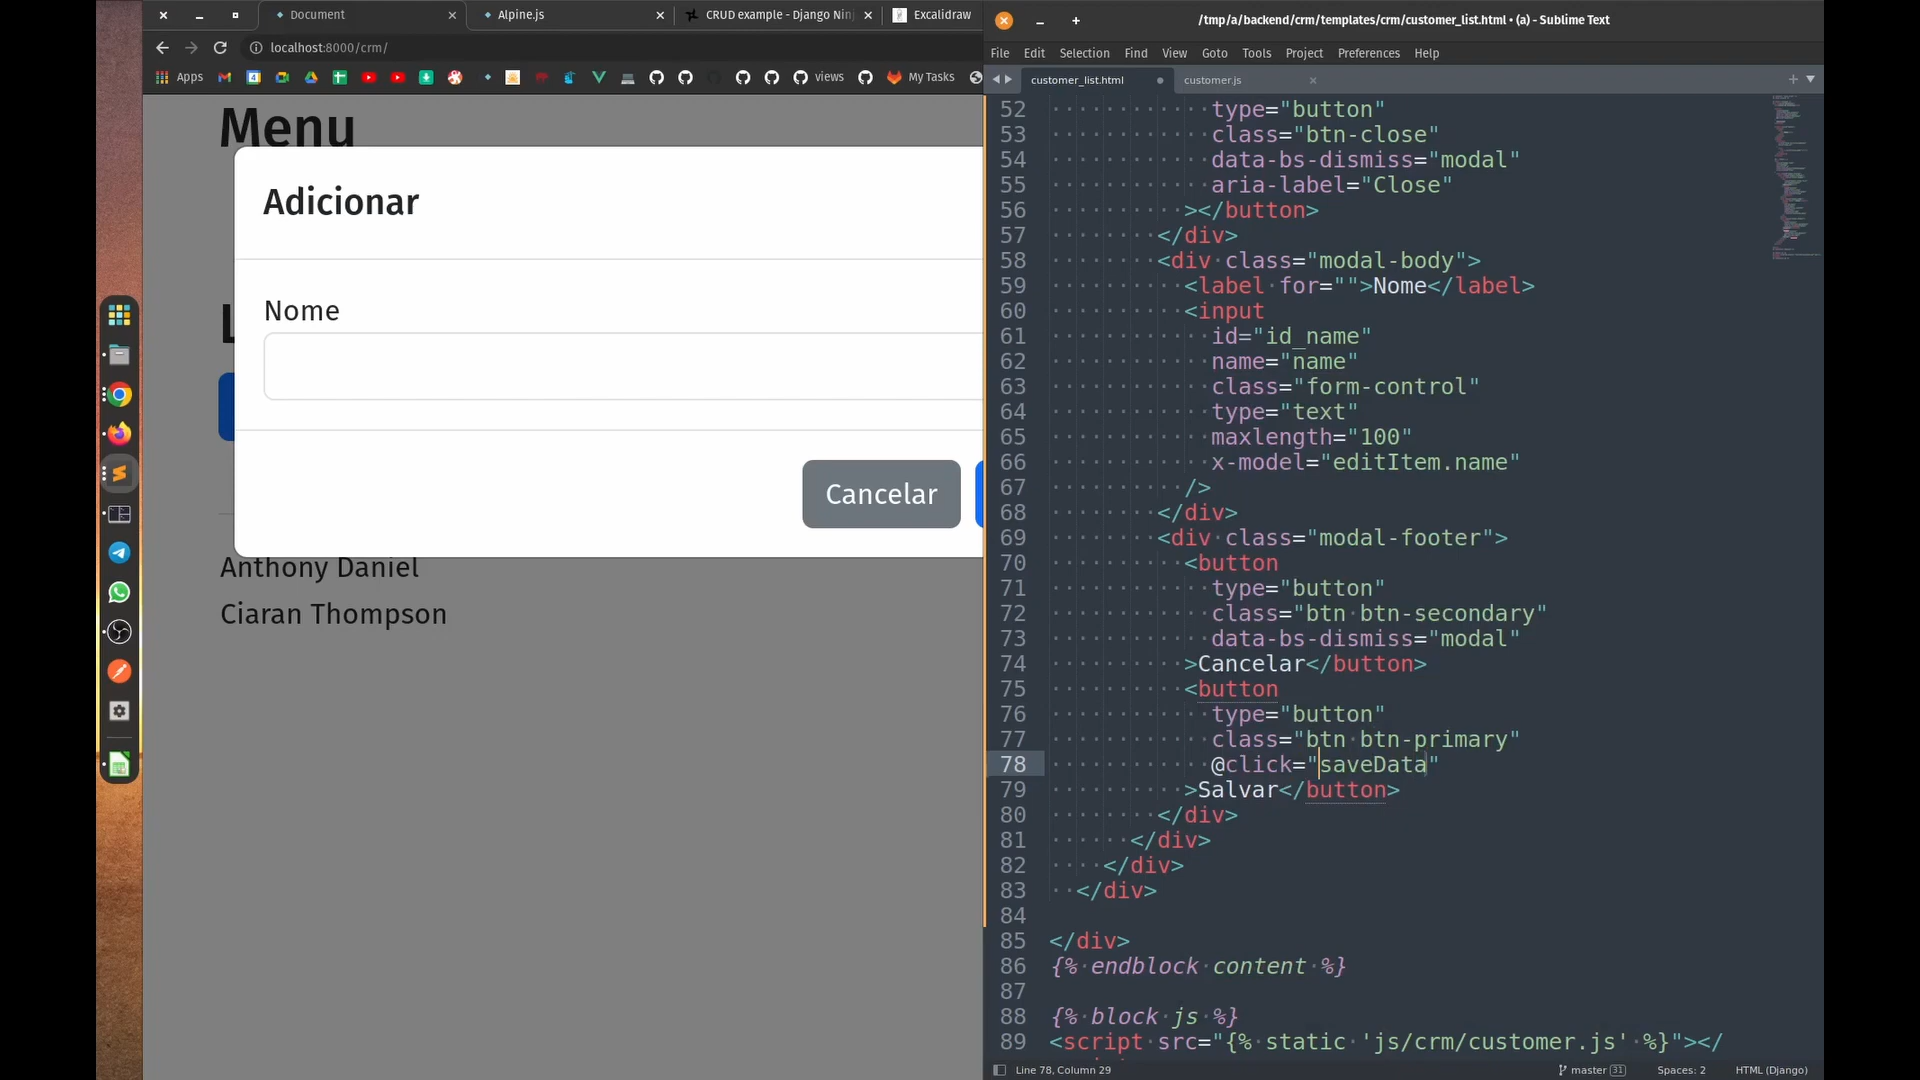 Document
Alpine.js
CRUD example - Django Nin
Excalidraw
localhost:8000/crm/
Apps
views
My Tasks
Menu
Adicionar
Nome
Cancelar
Anthony Daniel
Ciaran Thompson
/tmp/a/backend/crm/templates/crm/customer_list.html • (a) - Sublime Text
File Edit Selection Find View Goto Tools Project Preferences Help
customer_list.html
customer.js
52 type="button"
53 class="btn-close"
54 data-bs-dismiss="modal"
55 aria-label="Close"
56 ></button>
57 </div>
58 <div class="modal-body">
59 <label for="">Nome</label>
60 <input
61 id="id_name"
62 name="name"
63 class="form-control"
64 type="text"
65 maxlength="100"
66 x-model="editItem.name"
67 />
68 </div>
69 <div class="modal-footer">
70 <button
71 type="button"
72 class="btn btn-secondary"
73 data-bs-dismiss="modal"
74 >Cancelar</button>
75 <button
76 type="button"
77 class="btn btn-primary"
78 @click="saveData"
79 >Salvar</button>
80 </div>
81 </div>
82 </div>
83 </div>
84
85 </div>
86 {% endblock content %}
87
88 {% block js %}
89 <script src="{% static 'js/crm/customer.js' %}"></
Line 78, Column 29
master 31
Spaces: 2
HTML (Django)